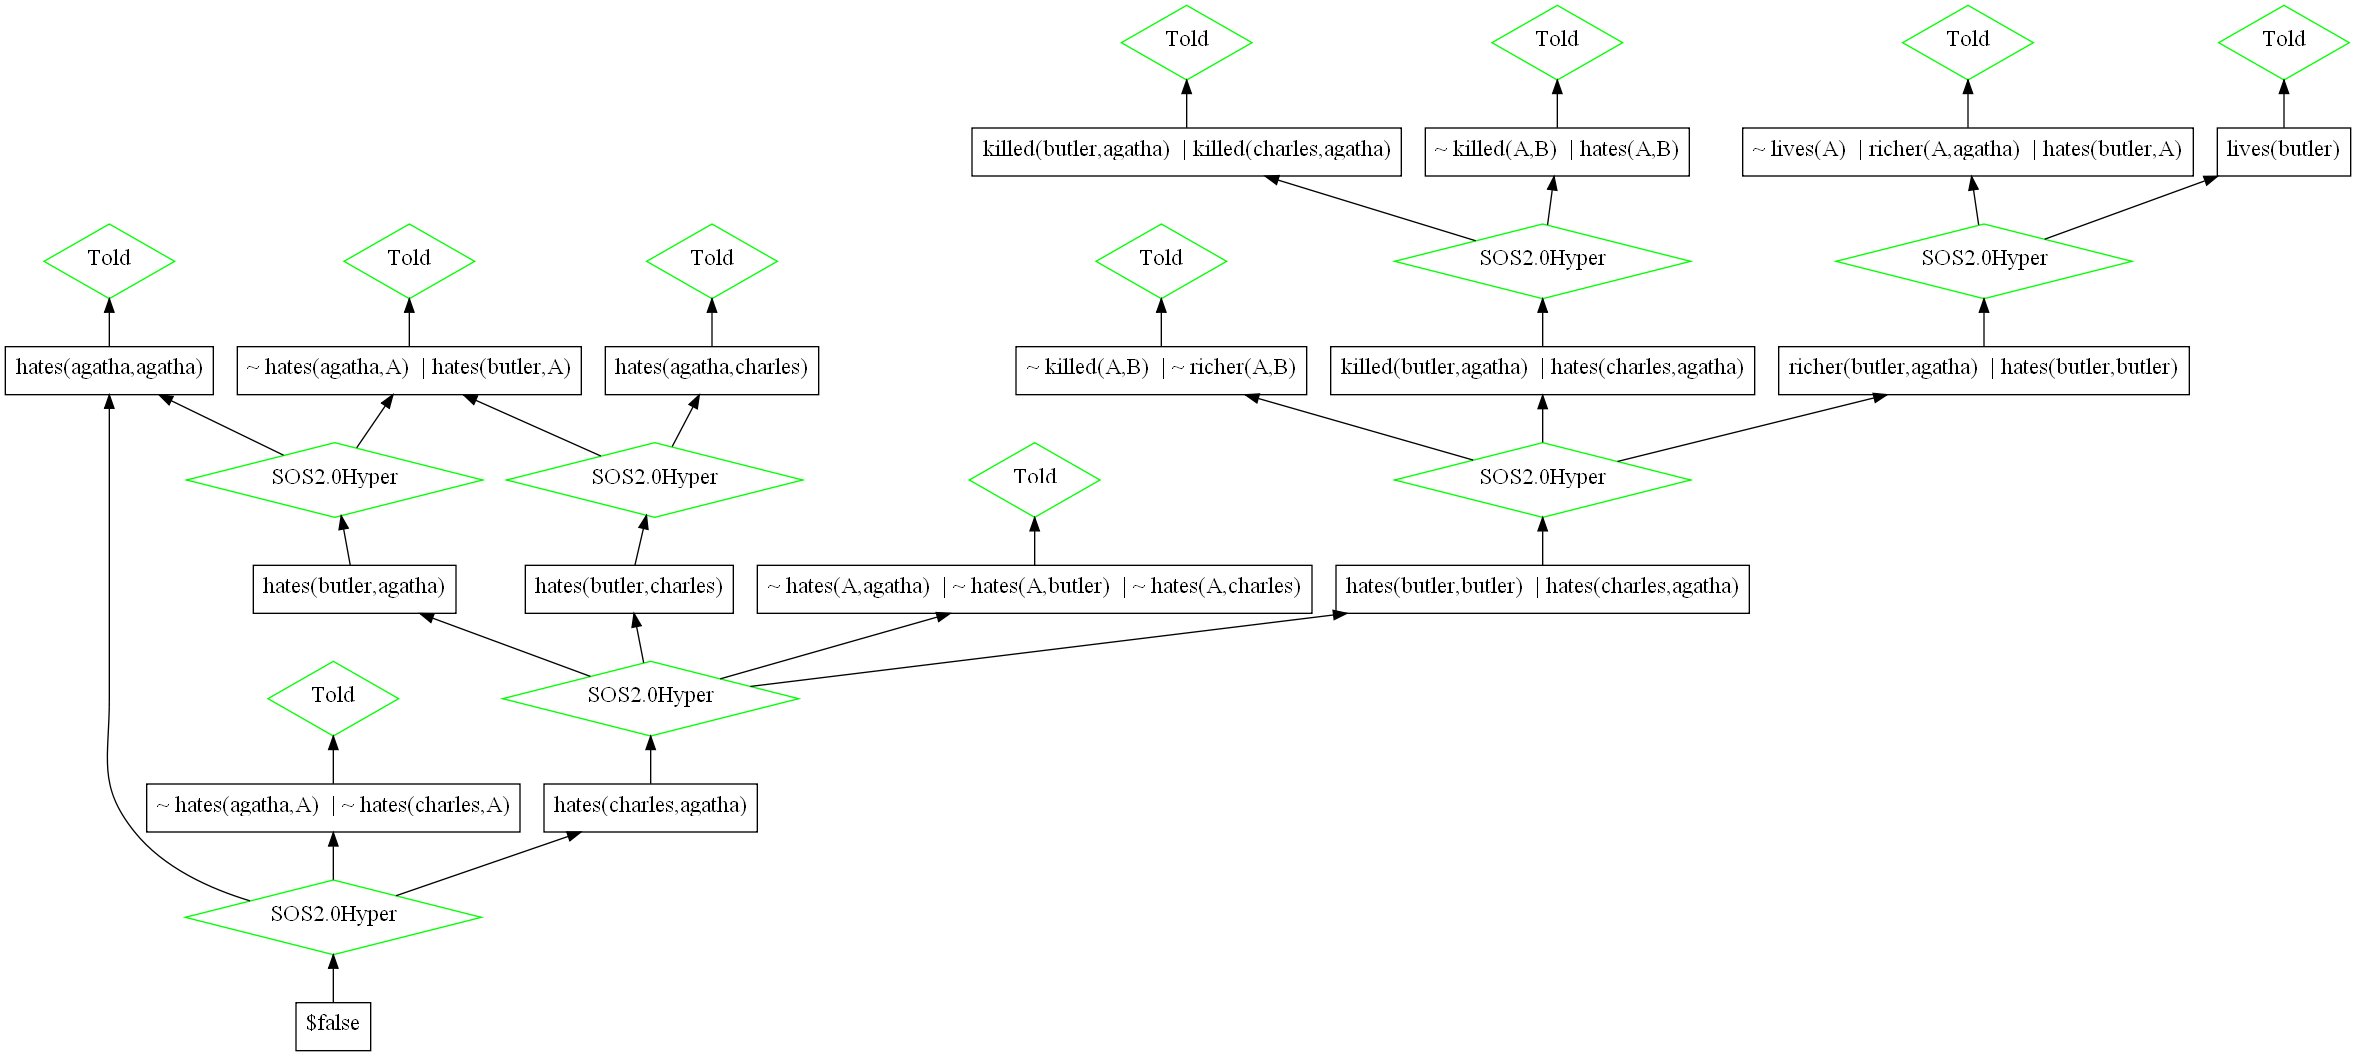 Told
Told
Told
Told
killed(butler,agatha) | killed(charles,agatha)
~ killed(A,B) | hates(A,B)
~ lives(A) | richer(A,agatha) | hates(butler,A)
lives(butler)
Told
Told
Told
Told
SOS2.0Hyper
SOS2.0Hyper
hates(agatha,agatha)
~ hates(agatha,A) | hates(butler,A)
hates(agatha,charles)
~ killed(A,B) | ~ richer(A,B)
killed(butler,agatha) | hates(charles,agatha)
richer(butler,agatha) | hates(butler,butler)
SOS2.0Hyper
SOS2.0Hyper
Told
SOS2.0Hyper
hates(butler,agatha)
hates(butler,charles)
~ hates(A,agatha) | ~ hates(A,butler) | ~ hates(A,charles)
hates(butler,butler) | hates(charles,agatha)
Told
SOS2.0Hyper
~ hates(agatha,A) | ~ hates(charles,A)
hates(charles,agatha)
SOS2.0Hyper
$false